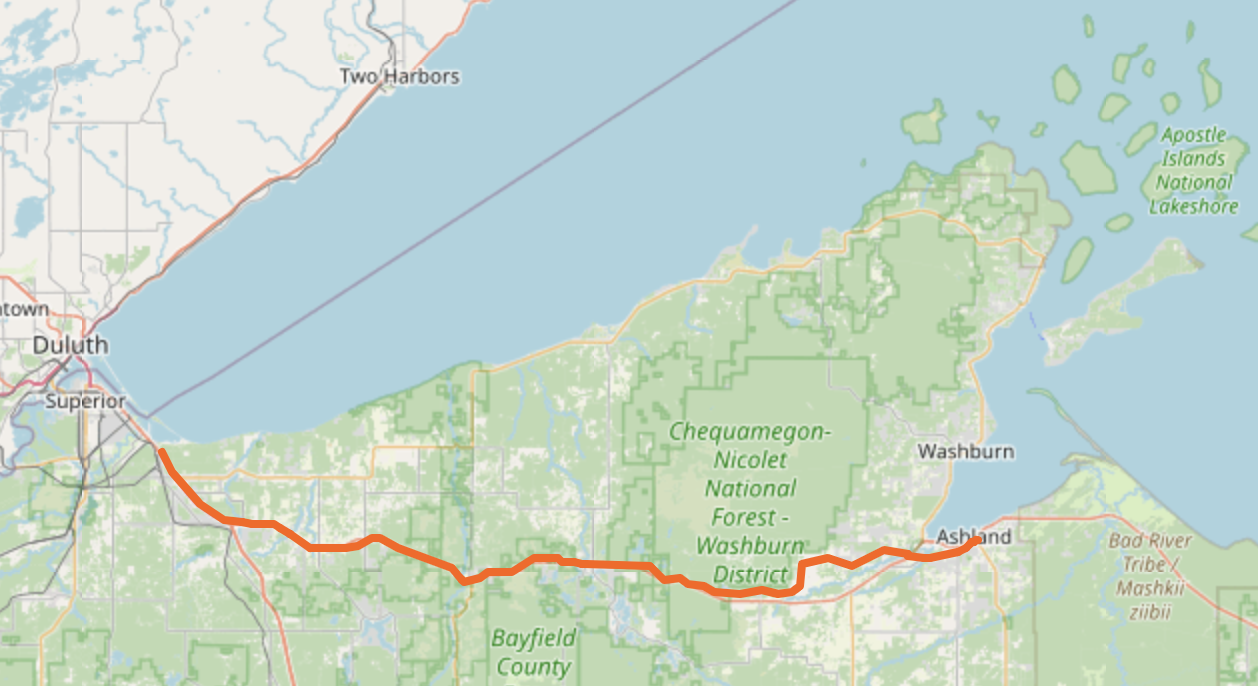 Two Harbors
Apostle
Islands
National
Lakeshore
ntown
Duluth
Superior
Chequamegon-
Nicolet
National
Forest -
Washburn
District
Washburn
Ashland
Bad River
Tribe /
Mashkii
ziibii
Bayfield
County